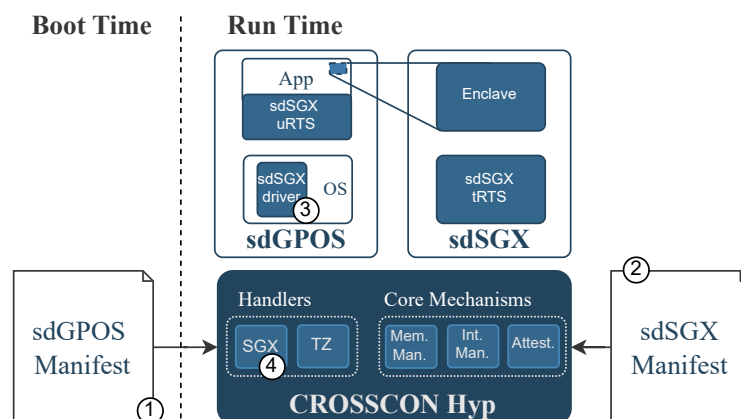 Boot Time
Run Time
App
sdSGX
uRTS
Enclave
sdSGX
driver
OS
3
sdSGX
tRTS
sdGPOS
sdSGX
sdGPOS
Manifest
1
Handlers
SGX
4
TZ
Core Mechanisms
Mem.
Man.
Int.
Man.
Attest.
CROSSCON Hyp
2
sdSGX
Manifest